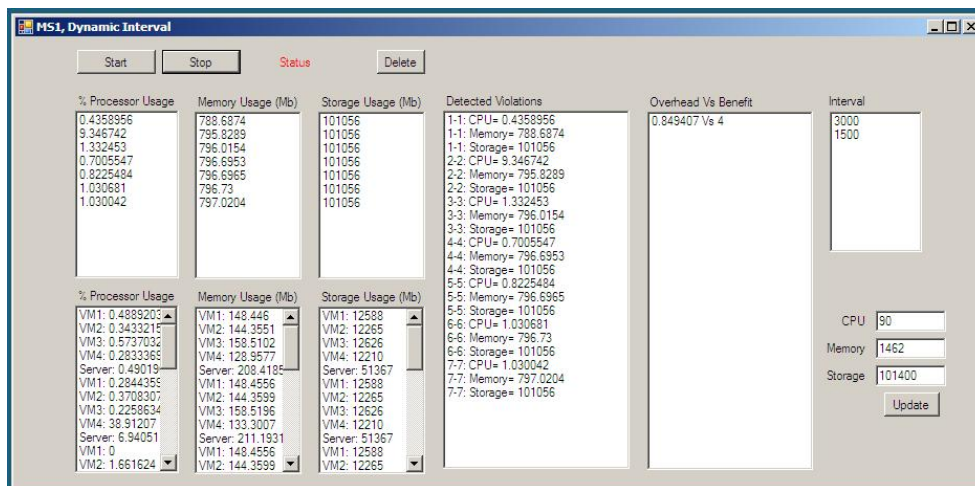 MS1, Dynamic Interval
Start
Stop
Status
Delete
% Processor Usage
0.4358956
9.346742
1.332453
0.7005547
0.8225484
1.030681
1.030042
Memory Usage (Mb)
788.6874
795.8289
796.0154
796.6953
796.6965
796.73
797.0204
Storage Usage (Mb)
101056
101056
101056
101056
101056
101056
101056
Detected Violations
1-1: CPU= 0.4358956
1-1: Memory= 788.6874
1-1: Storage= 101056
2-2: CPU= 9.346742
2-2: Memory= 795.8289
2-2: Storage= 101056
3-3: CPU= 1.332453
3-3: Memory= 796.0154
3-3: Storage= 101056
4-4: CPU= 0.7005547
4-4: Memory= 796.6953
4-4: Storage= 101056
5-5: CPU= 0.8225484
5-5: Memory= 796.6965
5-5: Storage= 101056
6-6: CPU= 1.030681
6-6: Memory= 796.73
6-6: Storage= 101056
7-7: CPU= 1.030042
7-7: Memory= 797.0204
7-7: Storage= 101056
Overhead Vs Benefit
0.849407 Vs 4
Interval
3000
1500
% Processor Usage
VM1: 0.4889203
VM2: 0.3433215
VM3: 0.5737032
VM4: 0.2833369
Server: 0.49019
VM1: 0.2844359
VM2: 0.3708307
VM3: 0.2258634
VM4: 38.91207
Server: 6.94051
VM1: 0
VM2: 1.661624
Memory Usage (Mb)
VM1: 148.446
VM2: 144.3551
VM3: 158.5102
VM4: 128.9577
Server: 208.4185
VM1: 148.4556
VM2: 144.3599
VM3: 158.5196
VM4: 133.3007
Server: 211.1931
VM1: 148.4556
VM2: 144.3599
Storage Usage (Mb)
VM1: 12588
VM2: 12265
VM3: 12626
VM4: 12210
Server: 51367
VM1: 12588
VM2: 12265
VM3: 12626
VM4: 12210
Server: 51367
VM1: 12588
VM2: 12265
CPU 90
Memory 1462
Storage 101400
Update